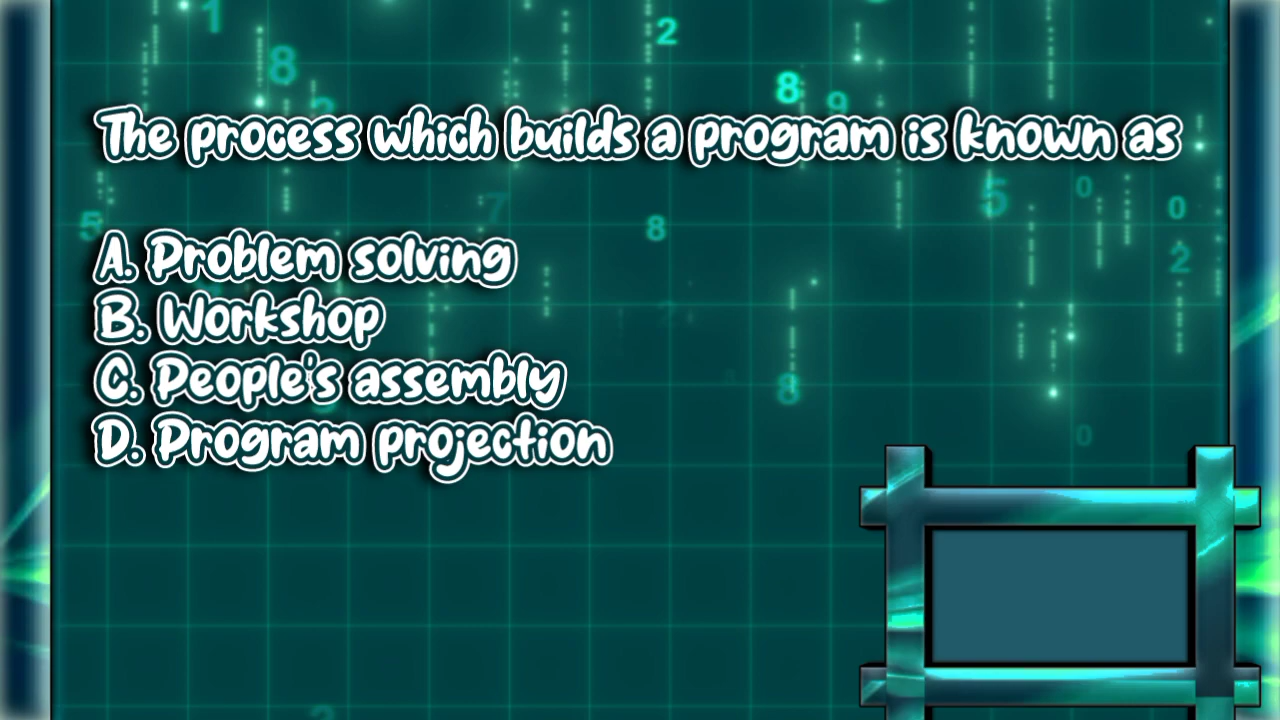 The process which builds a program is known as
A. Problem solving
B. Workshop
C. People's assembly
D. Program projection